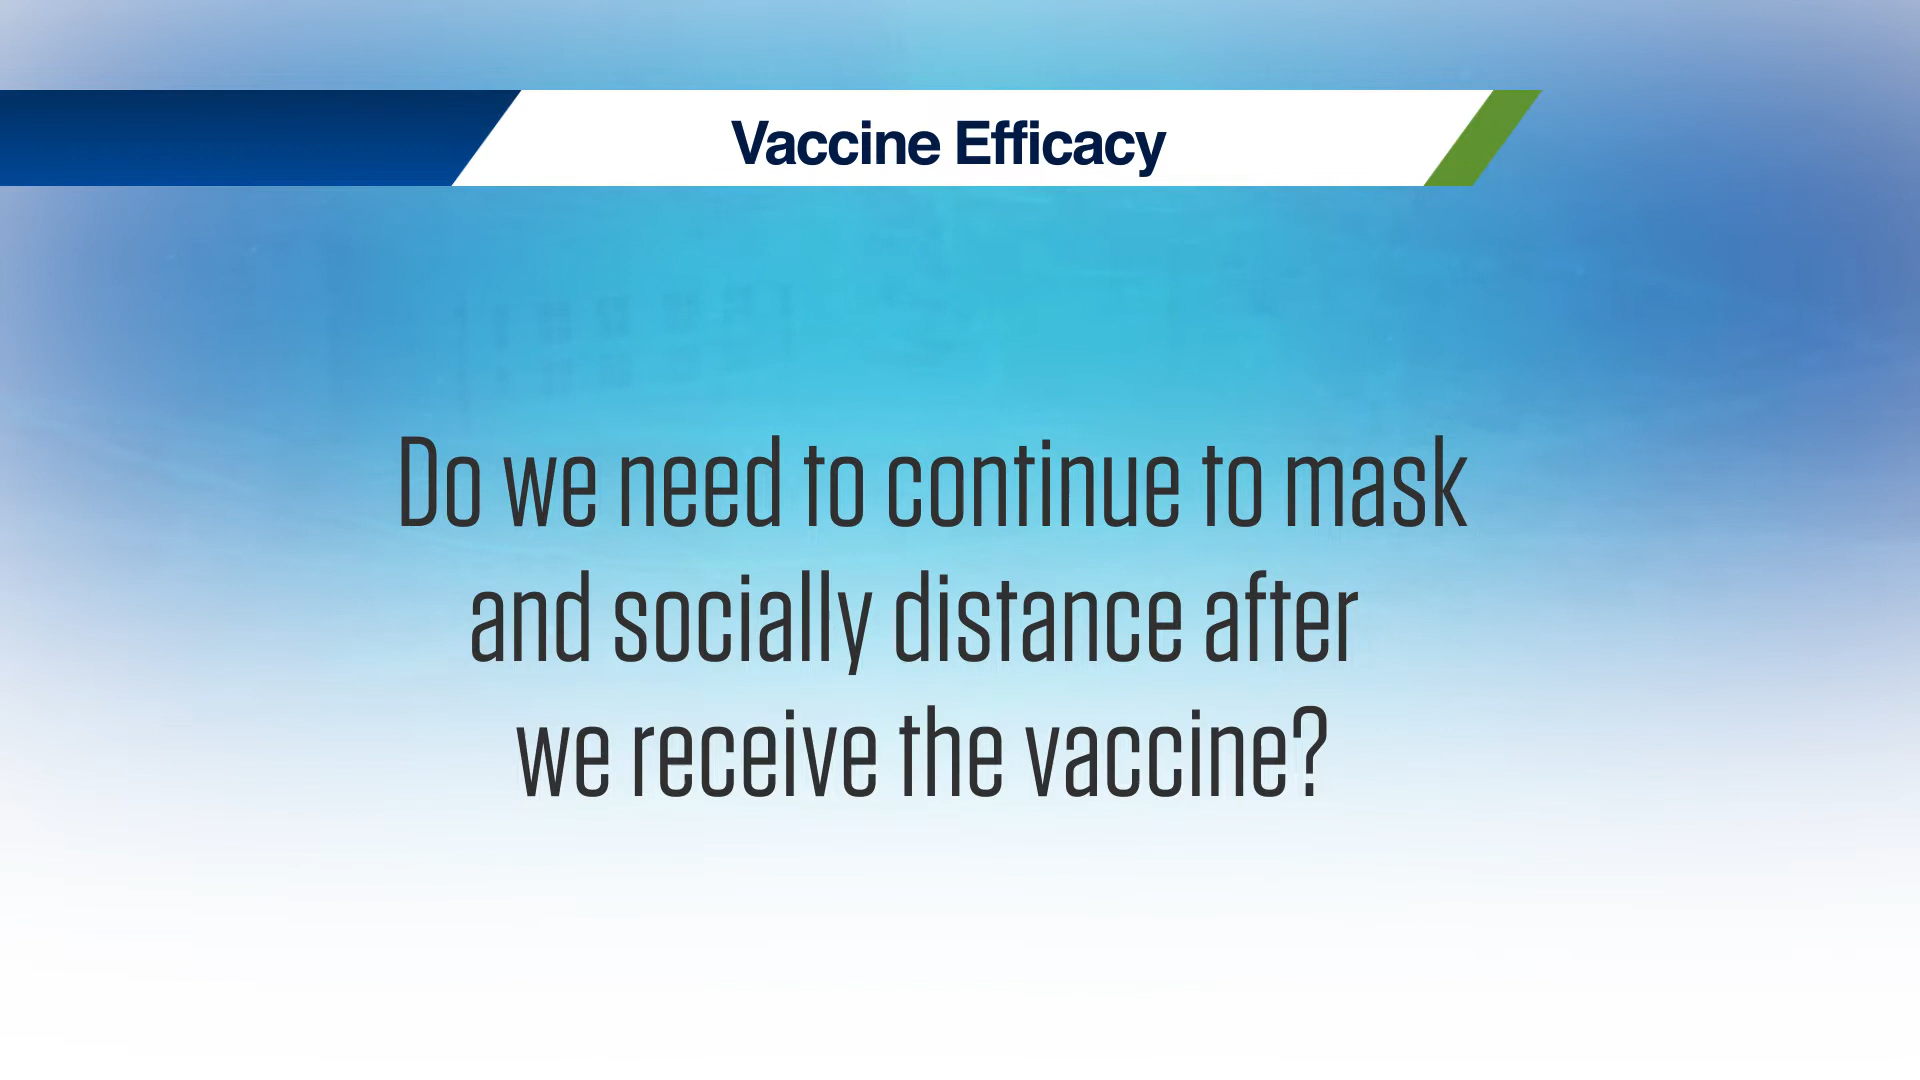 Vaccine Efficacy
Do we need to continue to mask
and socially distance after
we receive the vaccine?